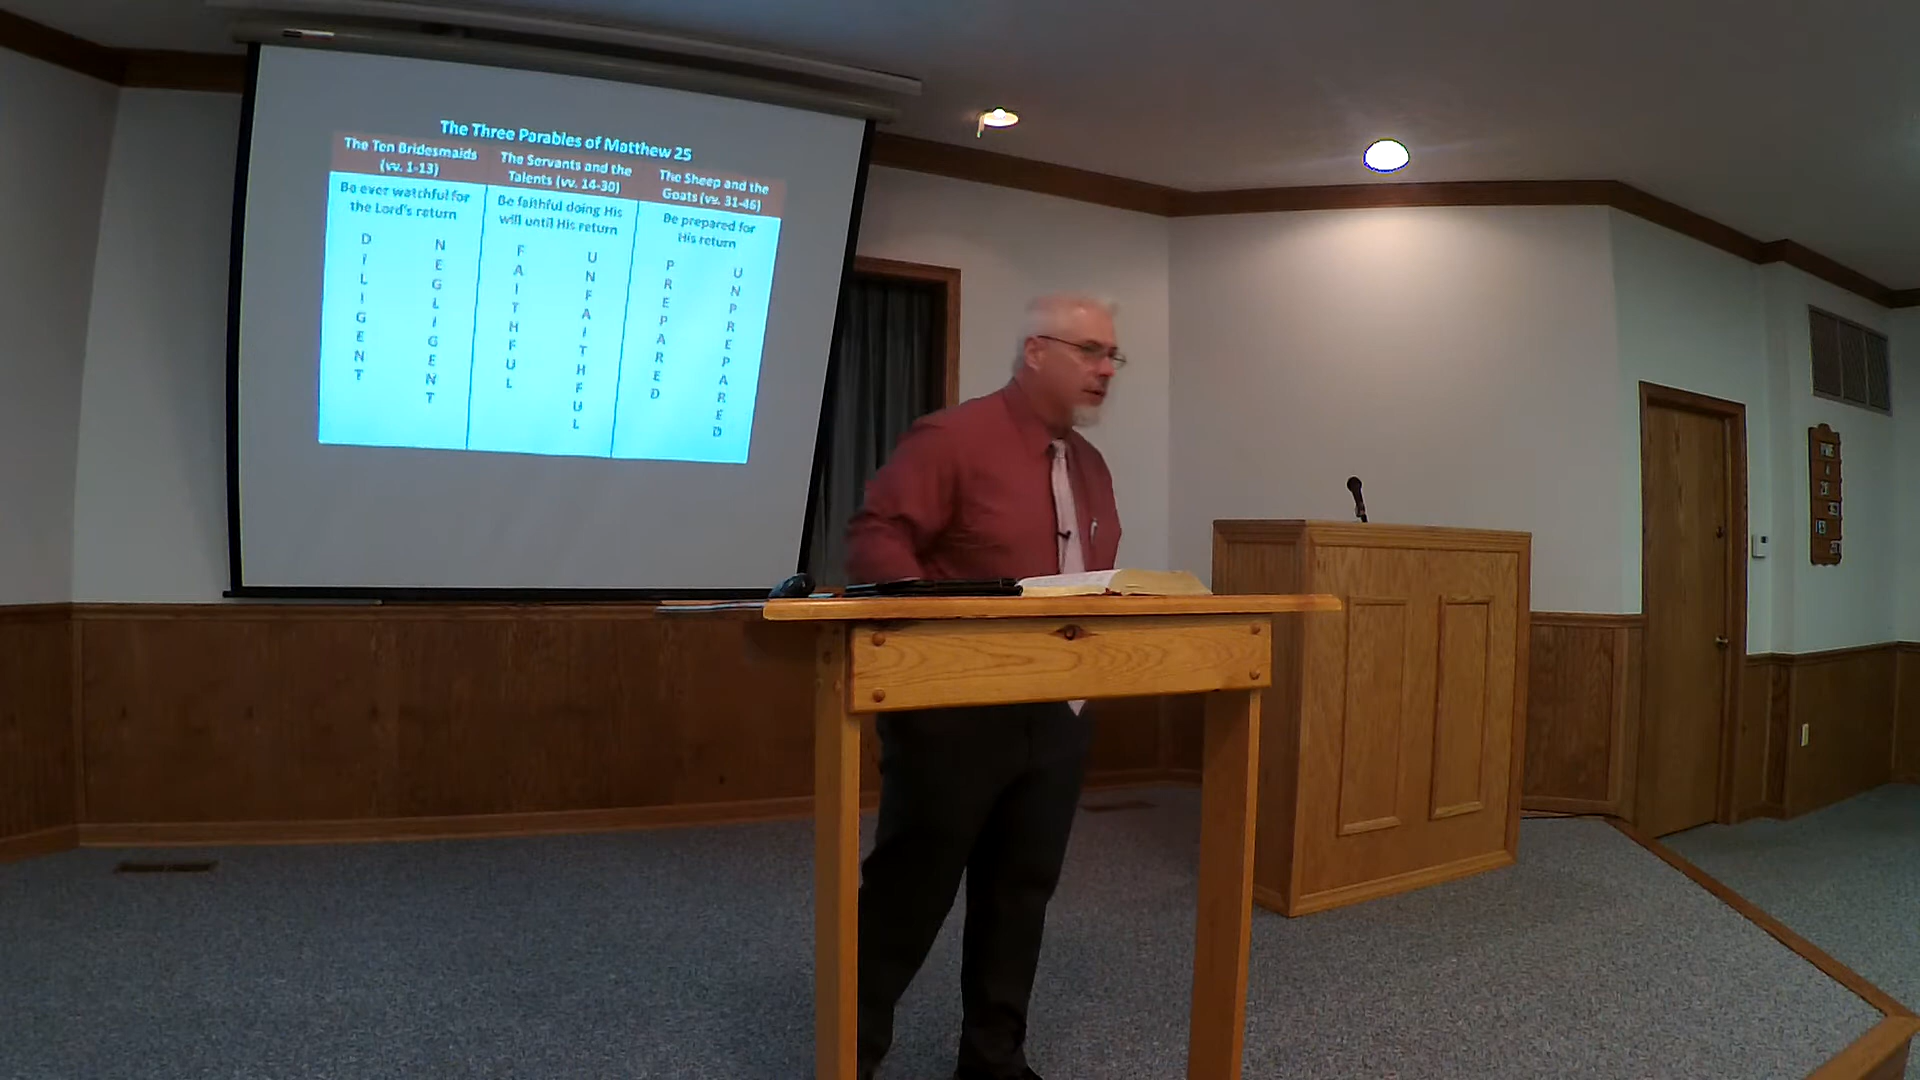 The Three Parables of Matthew 25
The Ten Bridesmaids
(vv. 1-13)
The Servants and the
Talents (vv. 14-30)
The Sheep and the
Goats (vv. 31-46)
Be ever watchful for
the Lord's return
Be faithful doing His
will until His return
Be prepared for
His return
DILIGENT
NEGLIGENT
FAITHFUL
UNFAITHFUL
PREPARED
UNPREPARED